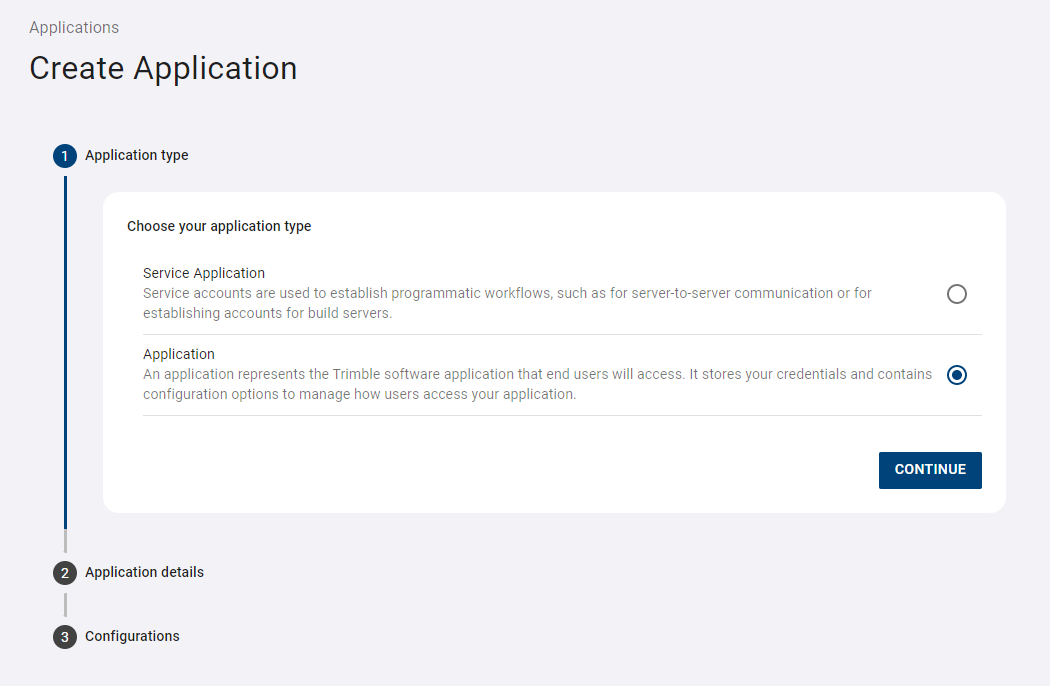 Applications
Create Application
1 Application type
Choose your application type
Service Application
Service accounts are used to establish programmatic workflows, such as for server-to-server communication or for
establishing accounts for build servers.
Application
An application represents the Trimble software application that end users will access. It stores your credentials and contains
configuration options to manage how users access your application.
CONTINUE
2 Application details
3 Configurations